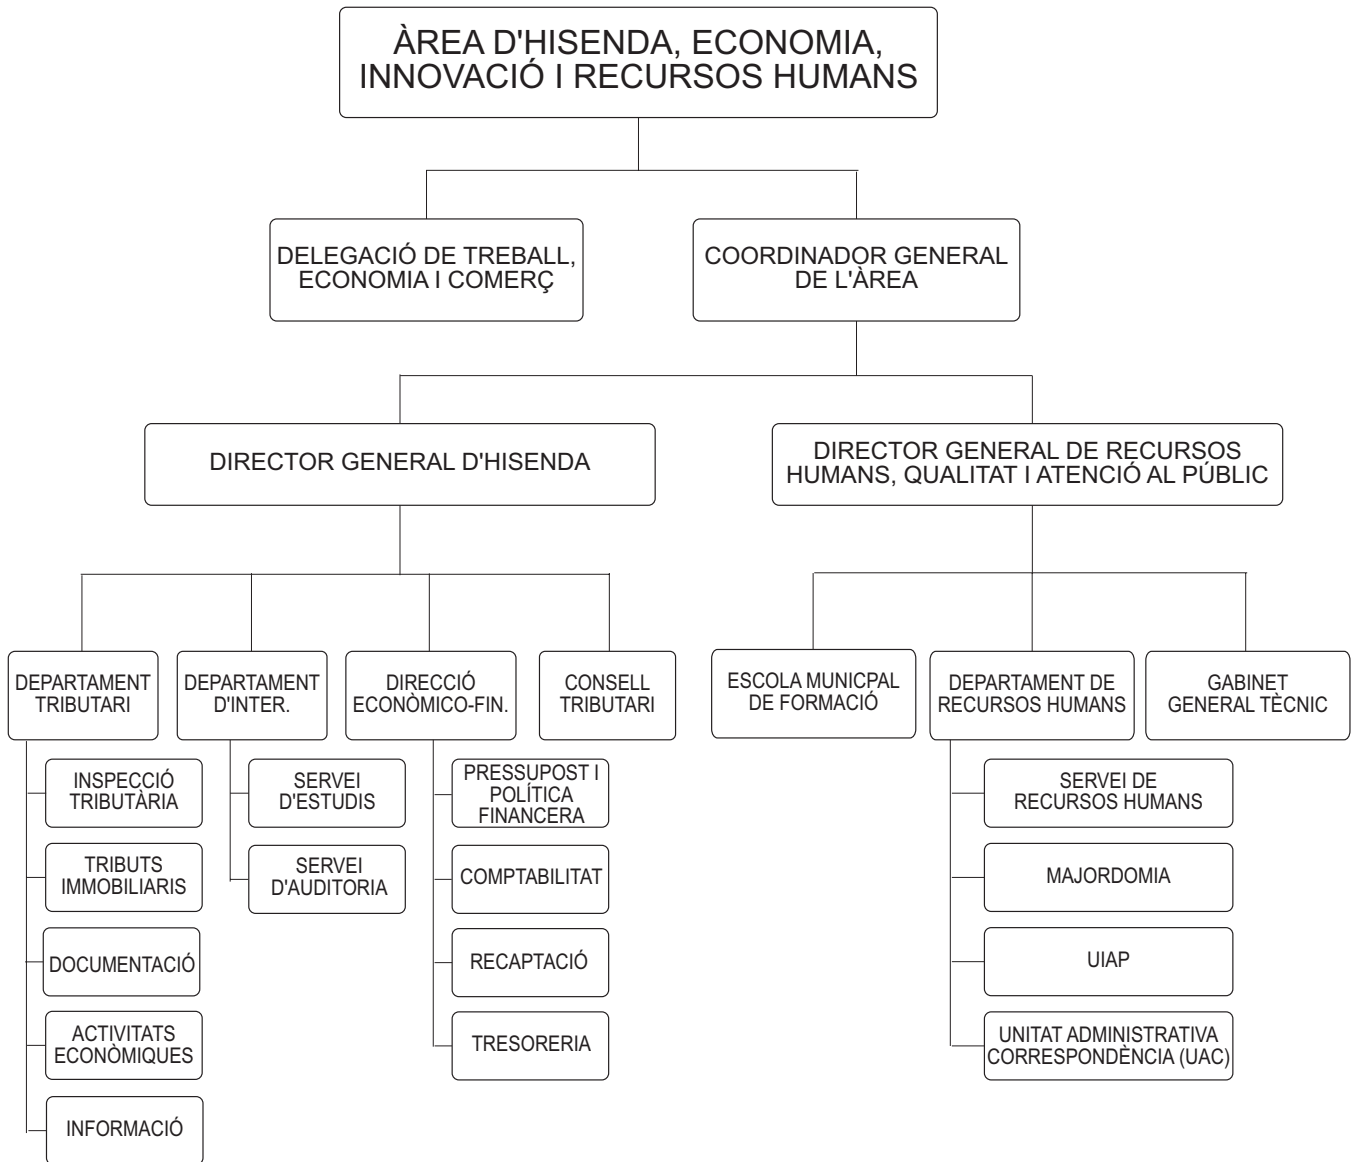 ÀREA D'HISENDA, ECONOMIA,
INNOVACIÓ I RECURSOS HUMANS
DELEGACIÓ DE TREBALL,
ECONOMIA I COMERÇ
COORDINADOR GENERAL
DE L'ÀREA
DIRECTOR GENERAL D'HISENDA
DIRECTOR GENERAL DE RECURSOS
HUMANS, QUALITAT I ATENCIÓ AL PÚBLIC
DEPARTAMENT
TRIBUTARI
DEPARTAMENT
D'INTER.
DIRECCIÓ
ECONÒMICO-FIN.
CONSELL
TRIBUTARI
ESCOLA MUNICPAL
DE FORMACIÓ
DEPARTAMENT DE
RECURSOS HUMANS
GABINET
GENERAL TÈCNIC
INSPECCIÓ
TRIBUTÀRIA
TRIBUTS
IMMOBILIARIS
DOCUMENTACIÓ
ACTIVITATS
ECONÒMIQUES
INFORMACIÓ
SERVEI
D'ESTUDIS
SERVEI
D'AUDITORIA
PRESSUPOST I
POLÍTICA
FINANCERA
COMPTABILITAT
RECAPTACIÓ
TRESORERIA
SERVEI DE
RECURSOS HUMANS
MAJORDOMIA
UIAP
UNITAT ADMINISTRATIVA
CORRESPONDÈNCIA (UAC)